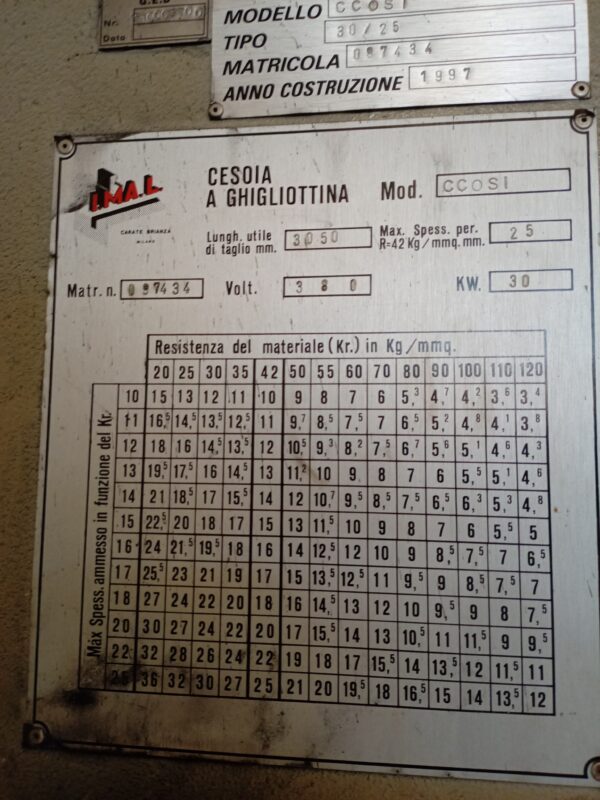 Q.E.D
Nr.
Data
MODELLO CCOSI
TIPO 30/25
MATRICOLA 097434
ANNO COSTRUZIONE 1997
I.MA.L
CARATE BRIANZA
MILANO
CESOIA
A GHIGLIOTTINA
Mod. CCOSI
Lungh. utile
di taglio mm. 3050
Max. Spess. per.
R=42 Kg/mmq.mm. 25
Matr. n. 097434 Volt. 380 KW. 30
Resistenza del materiale (Kr.) in Kg/mmq.
20 25 30 35 42 50 55 60 70 80 90 100 110 120
Máx Spess. ammesso in funzione del Kr.
10 15 13 12 11 10 9 8 7 6 5,3 4,7 4,2 3,6 3,4
11 16,5 14,5 13,5 12,5 11 9,7 8,5 7,5 7 6,5 5,2 4,8 4,1 3,8
12 18 16 14,5 13,5 12 10,5 9,3 8,2 7,5 6,7 5,6 5,1 4,6 4,3
13 19,5 17,5 16 14,5 13 11,2 10 9 8 7 6 5,5 5,1 4,6
14 21 18,5 17 15,5 14 12 10,7 9,5 8,5 7,5 6,5 6,3 5,3 4,8
15 22,5 20 18 17 15 13 11,5 10 9 8 7 6 5,5 5
16 24 21,5 19,5 18 16 14 12,5 12 10 9 8,5 7,5 7 6,5
17 25,5 23 21 19 17 15 13,5 12,5 11 9,5 9 8,5 7,5 7
18 27 24 22 20 18 16 14,5 13 12 10 9,5 9 8 7,5
20 30 27 24 22 20 17 15,5 14 13 10,5 11 11,5 9 9,5
22 32 28 26 24 22 19 18 17 15,5 14 13,5 12 11,5 11
25 36 32 30 27 25 21 20 19,5 18 16,5 15 14 13,5 12